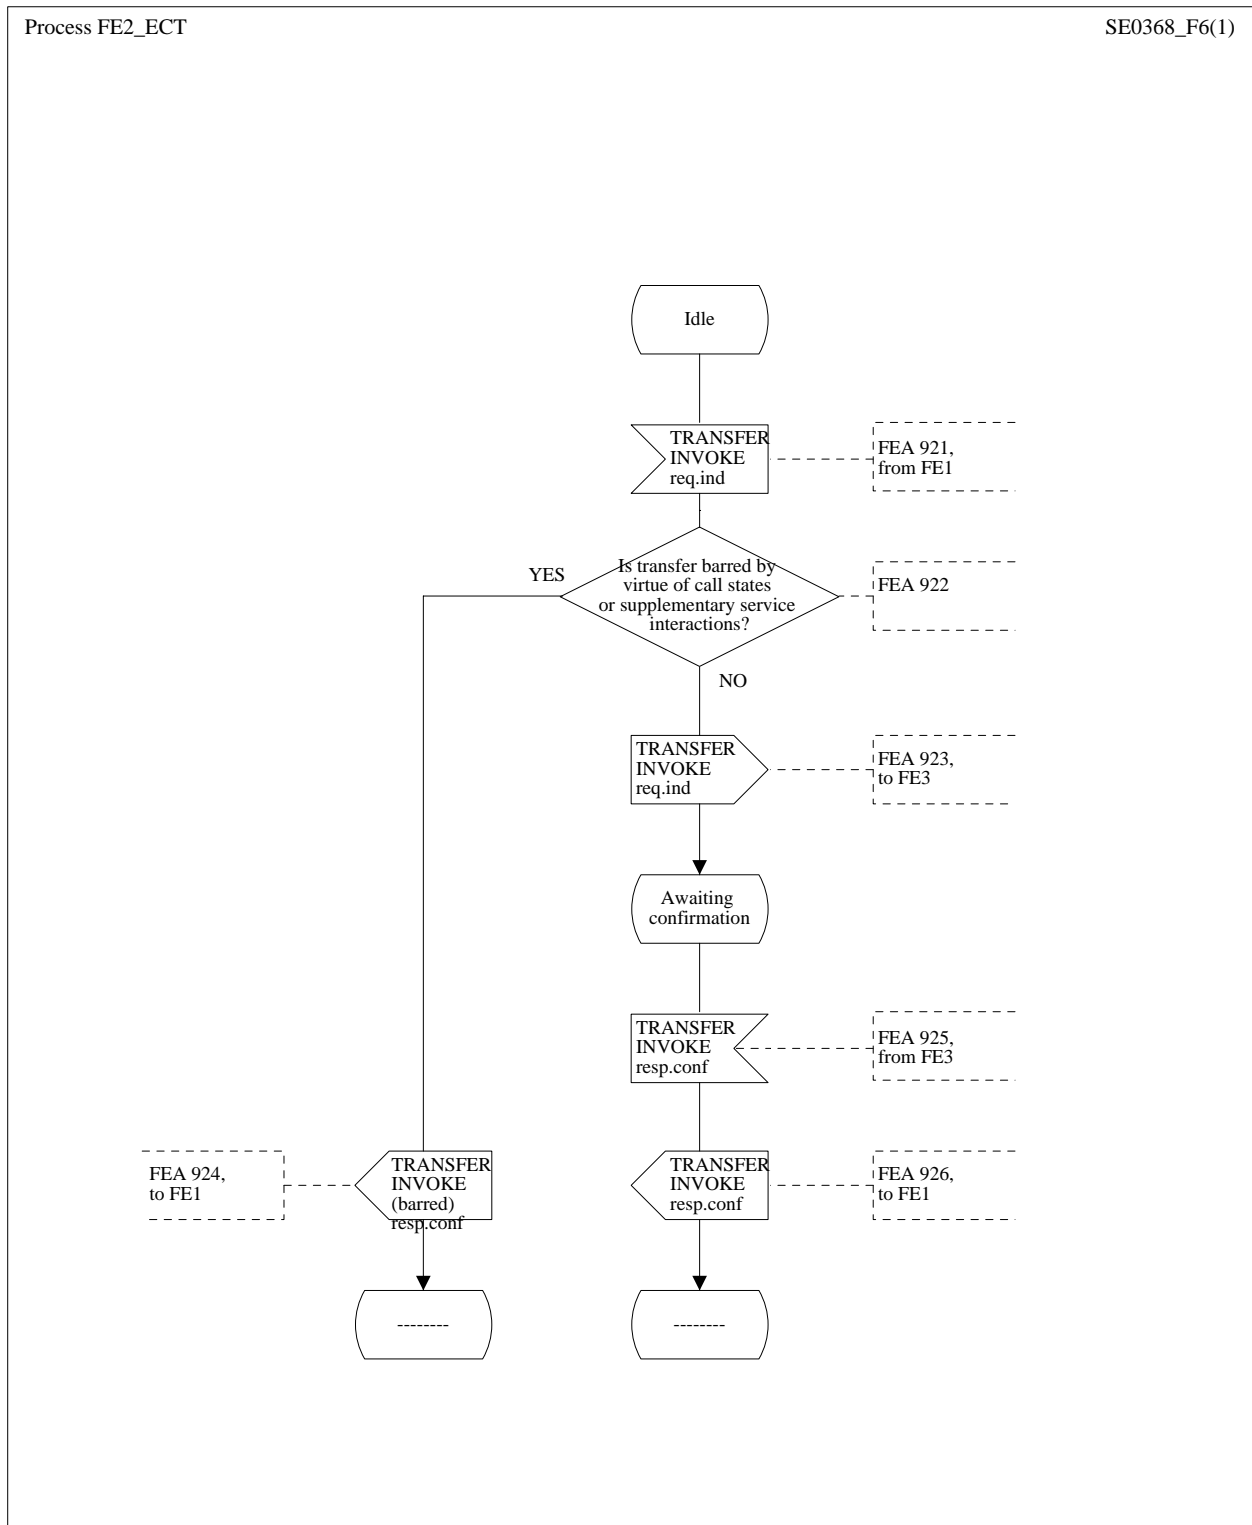 Process FE2_ECT
SE0368_F6(1)
Idle
TRANSFER
INVOKE
req.ind
FEA 921,
from FE1
YES
Is transfer barred by
virtue of call states
or supplementary service
interactions?
FEA 922
NO
TRANSFER
INVOKE
req.ind
FEA 923,
to FE3
Awaiting
confirmation
TRANSFER
INVOKE
resp.conf
FEA 925,
from FE3
FEA 924,
to FE1
TRANSFER
INVOKE
(barred)
resp.conf
TRANSFER
INVOKE
resp.conf
FEA 926,
to FE1
--------
--------